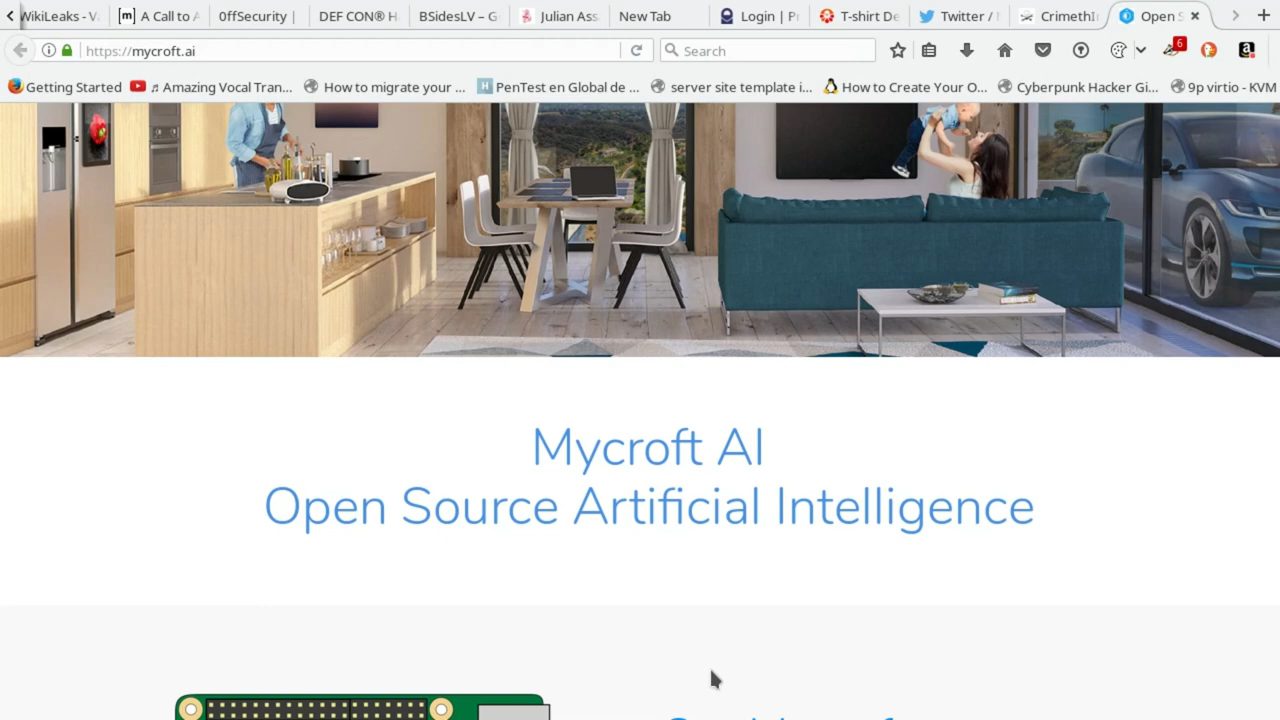 WikiLeaks - V
[m] A Call to A
0ffSecurity |
DEF CON® H
BSidesLV – G
Julian Ass
New Tab
Login | P
T-shirt De
Twitter /
CrimethI
Open S
https://mycroft.ai
Search
6
Getting Started
♬ Amazing Vocal Tran...
How to migrate your ...
H PenTest en Global de ...
server site template i...
How to Create Your O...
Cyberpunk Hacker Gi...
9p virtio - KVM
Mycroft AI
Open Source Artificial Intelligence